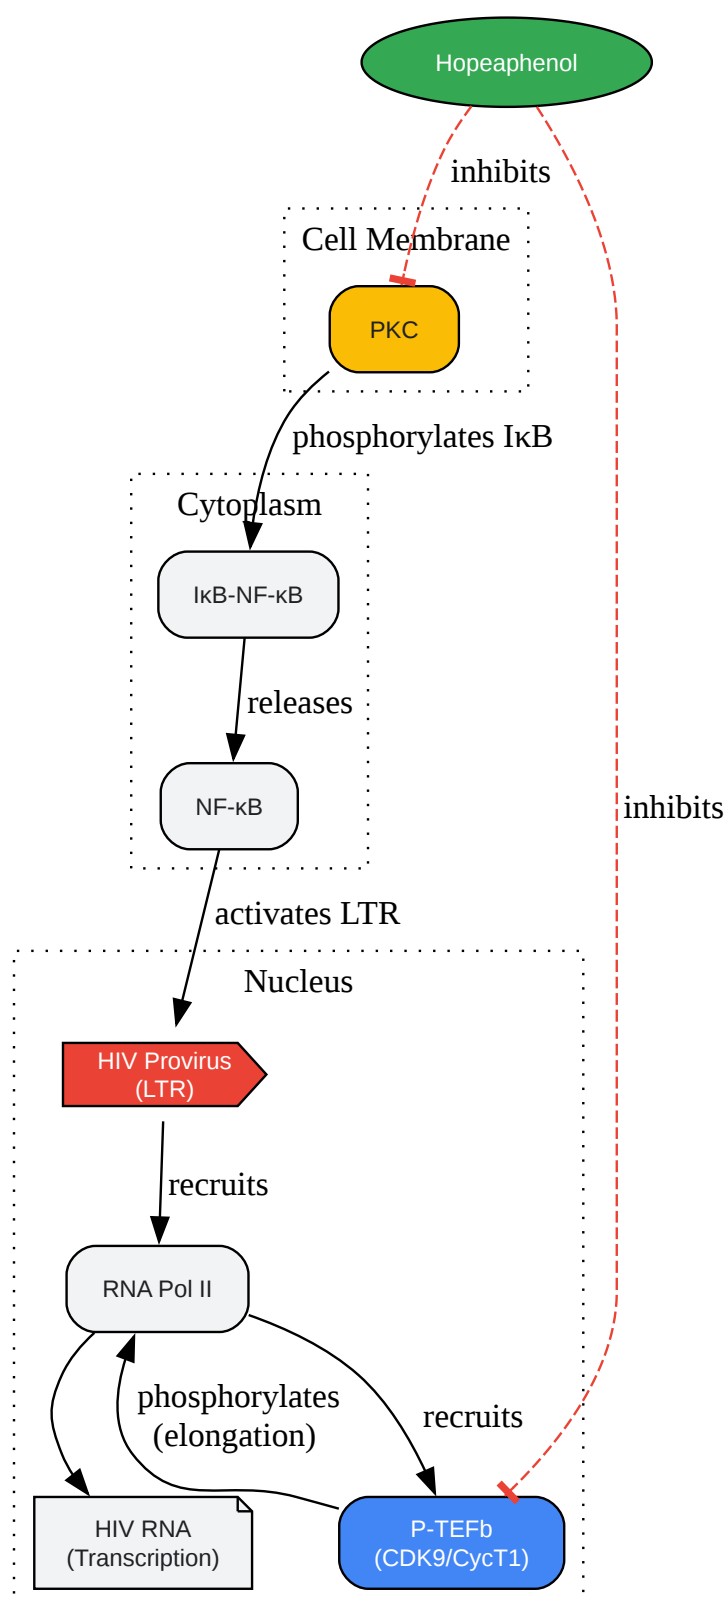 Hopeaphenol
inhibits
Cell Membrane
PKC
phosphorylates IκB
Cytoplasm
IκB-NF-κB
releases
NF-κB
inhibits
activates LTR
Nucleus
HIV Provirus
(LTR)
recruits
RNA Pol II
phosphorylates
(elongation)
recruits
HIV RNA
(Transcription)
P-TEFb
(CDK9/CycT1)